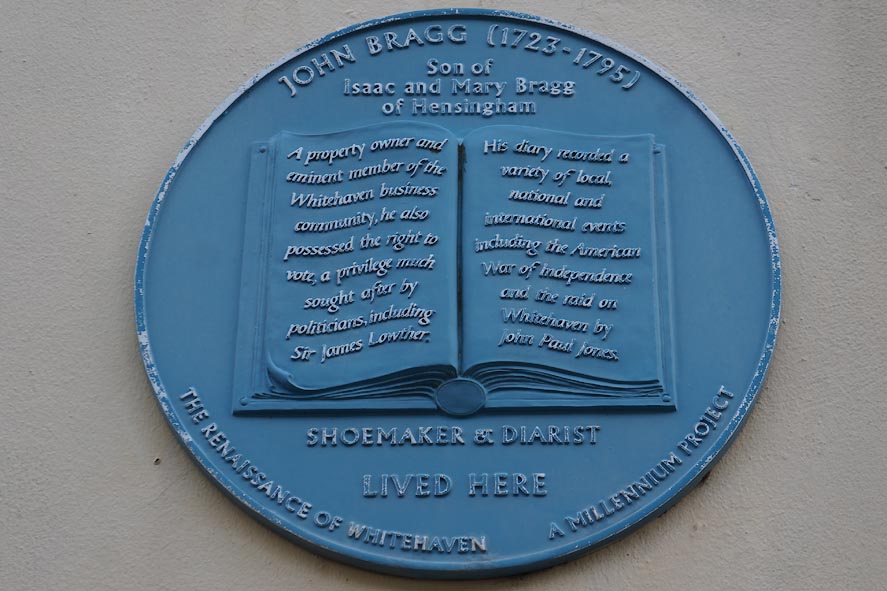 JOHN BRAGG (1723-1795)
Son of
Isaac and Mary Bragg
of Hensingham
A property owner and
eminent member of the
Whitehaven business
community, he also
possessed the right to
vote, a privilege much
sought after by
politicians, including
Sir James Lowther.
His diary recorded a
variety of local,
national and
international events
including the American
War of Independence
and the raid on
Whitehaven by
John Paul Jones.
SHOEMAKER & DIARIST
LIVED HERE
THE RENAISSANCE OF WHITEHAVEN
A MILLENNIUM PROJECT